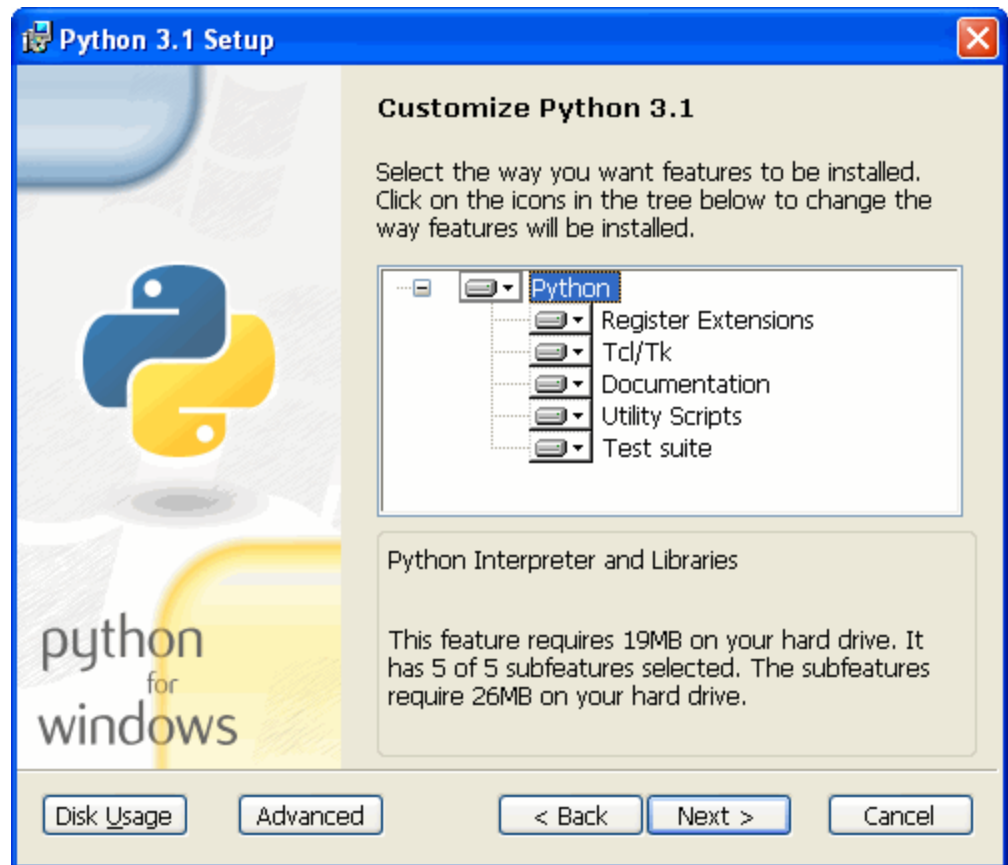 Python 3.1 Setup
Customize Python 3.1
Select the way you want features to be installed.
Click on the icons in the tree below to change the
way features will be installed.
Python
Register Extensions
Tcl/Tk
Documentation
Utility Scripts
Test suite
Python Interpreter and Libraries
This feature requires 19MB on your hard drive. It
has 5 of 5 subfeatures selected. The subfeatures
require 26MB on your hard drive.
python
for
windows
Disk Usage
Advanced
< Back
Next >
Cancel